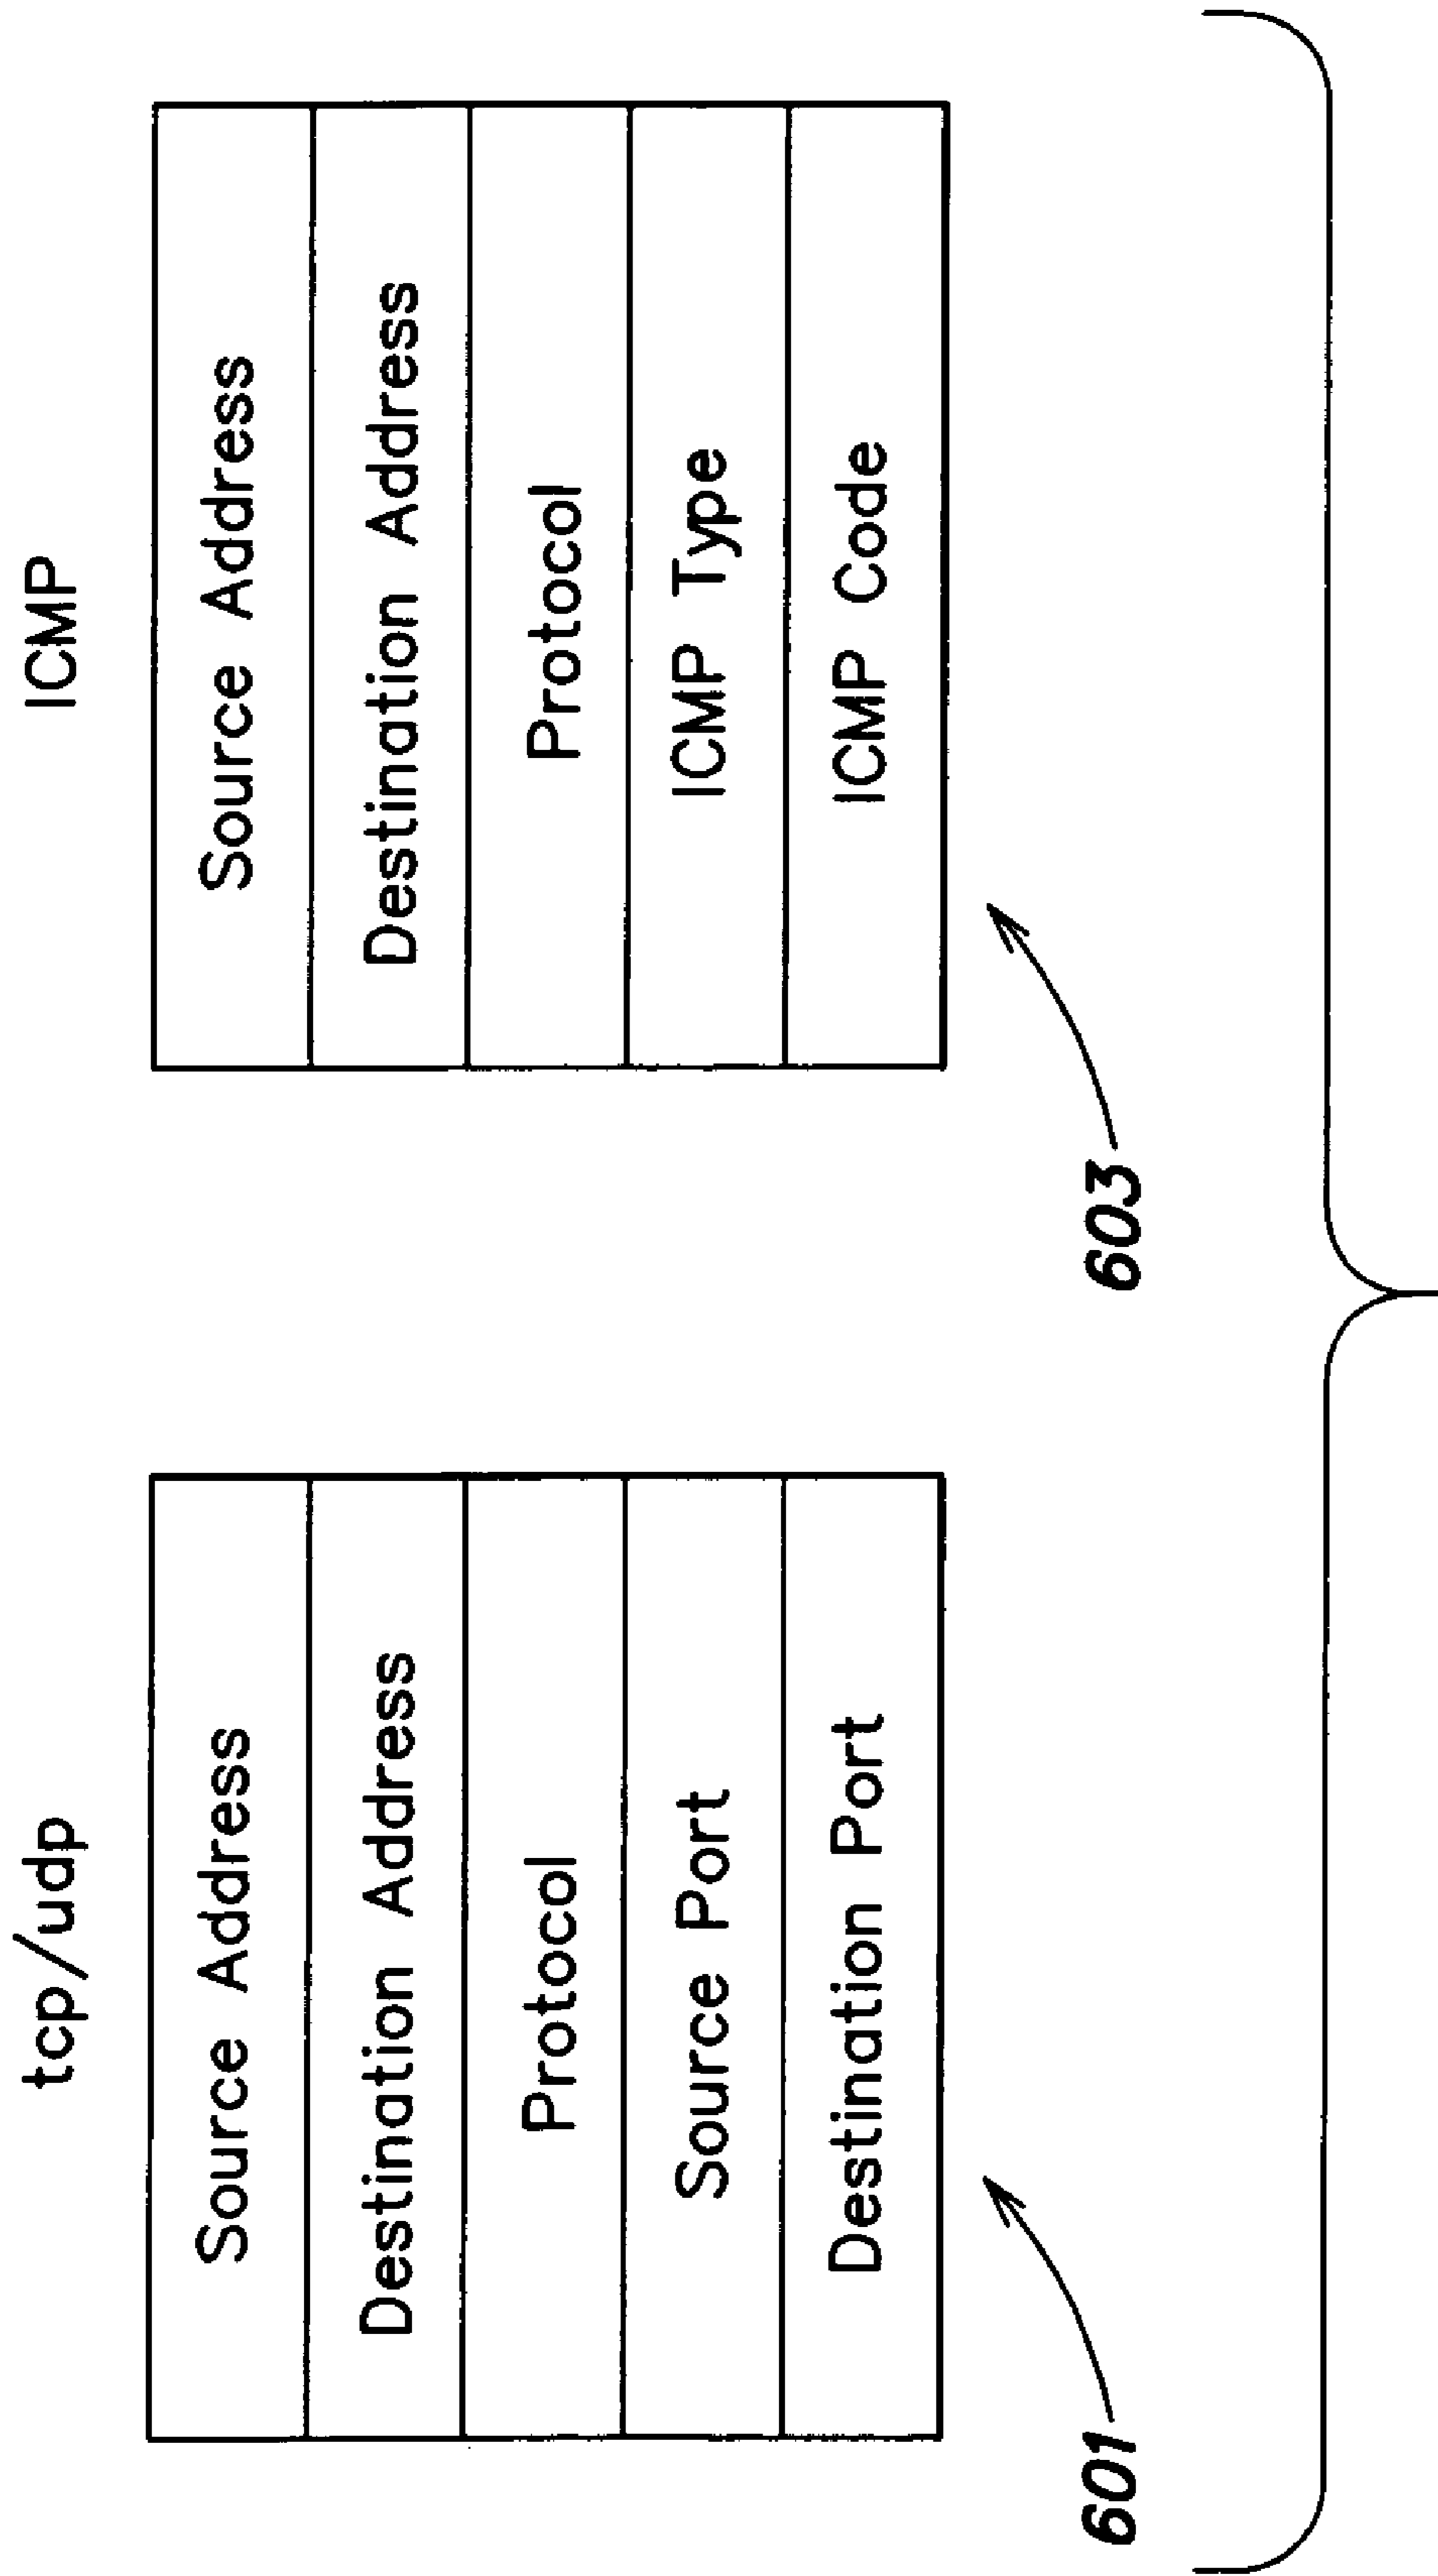 tcp/udp
Source Address
Destination Address
Protocol
Source Port
Destination Port
601
ICMP
Source Address
Destination Address
Protocol
ICMP Type
ICMP Code
603